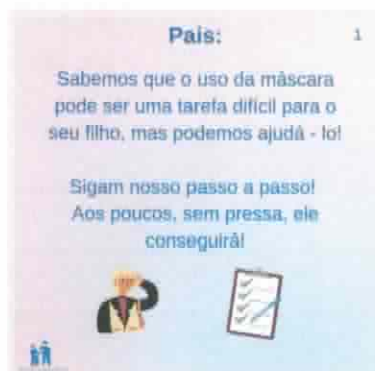 Pais:
1
Sabemos que o uso da máscara
pode ser uma tarefa difícil para o
seu filho, mas podemos ajudá - lo!
Sigam nosso passo a passo!
Aos poucos, sem pressa, ele
conseguirá!